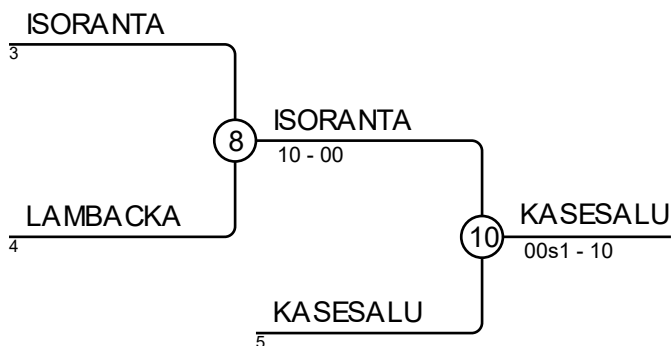 ISORANTA
3
8
ISORANTA
10 - 00
LAMBACKA
4
10
KASESALU
00s1 - 10
KASESALU
5